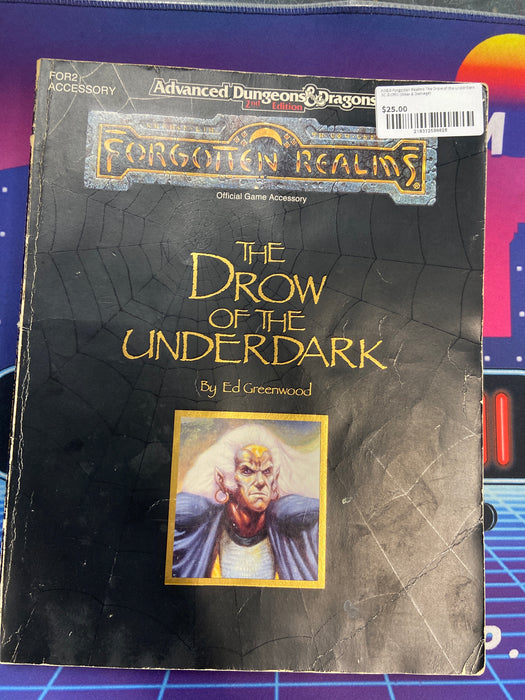 FOR2
ACCESSORY
Advanced Dungeons & Dragons
2nd Edition
$25.00
FORGOTTEN REALMS®
Official Game Accessory
THE
DROW
OF THE
UNDERDARK
By Ed Greenwood